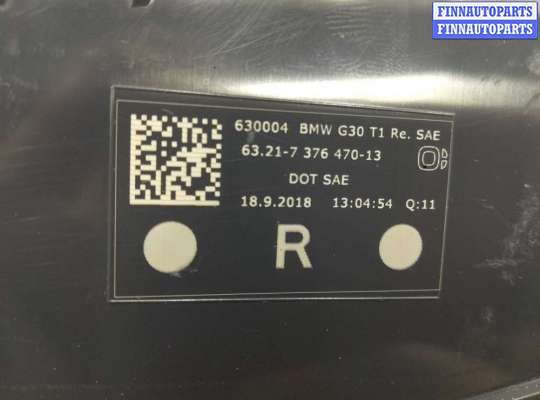 FINNAUTOPARTS
FINNAUTOPARTS.BY
630004 BMW G30 T1 Re. SAE
63.21-7 376 470-13
DOT SAE
18.9.2018 13:04:54 Q:11
R